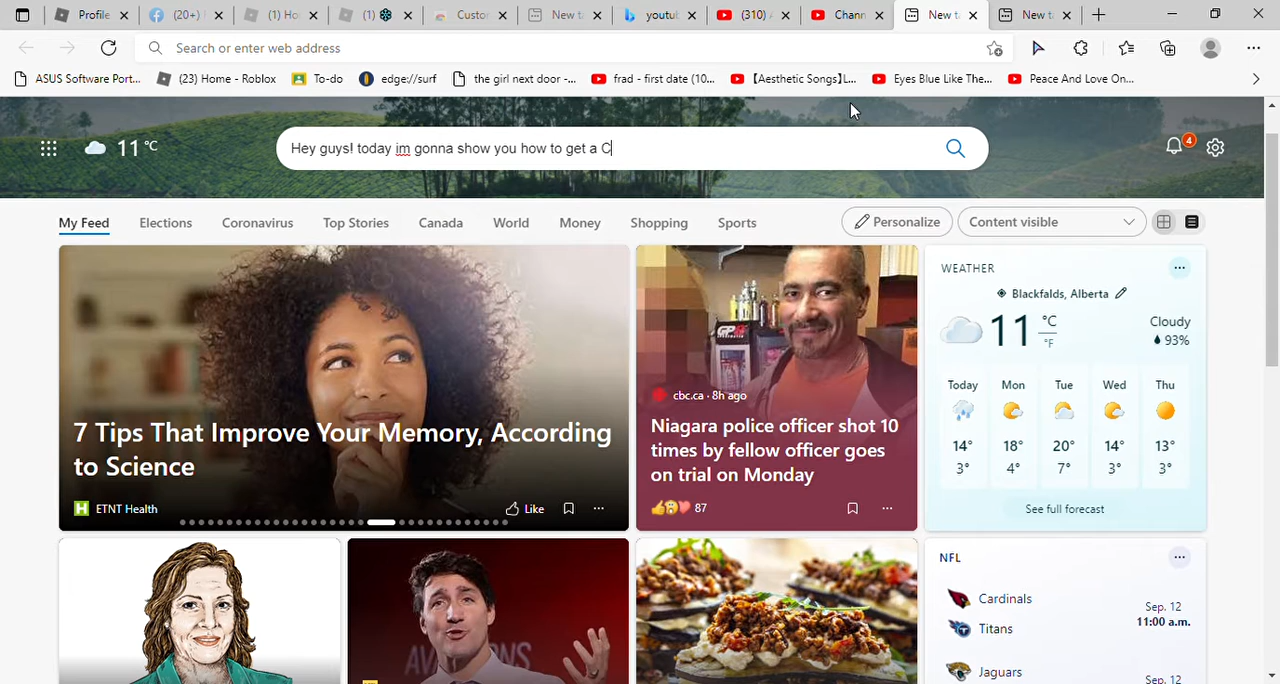 Profile
(20+)
(1) Ho
(1)
Custor
New t
youtul
(310)
Chann
New ta
New ta
Search or enter web address
ASUS Software Port...
(23) Home - Roblox
To-do
edge://surf
the girl next door -...
frad - first date (10...
【Aesthetic Songs】L...
Eyes Blue Like The...
Peace And Love On...
11 °C
Hey guys! today im gonna show you how to get a C
4
My Feed
Elections
Coronavirus
Top Stories
Canada
World
Money
Shopping
Sports
Personalize
Content visible
7 Tips That Improve Your Memory, According
to Science
ETNT Health
Like
cbc.ca · 8h ago
Niagara police officer shot 10
times by fellow officer goes
on trial on Monday
87
WEATHER
Blackfalds, Alberta
11 °C °F
Cloudy
93%
Today Mon Tue Wed Thu
14° 18° 20° 14° 13°
3° 4° 7° 3° 3°
See full forecast
NFL
Cardinals
Titans
Sep. 12
11:00 a.m.
Jaguars
Sep. 12